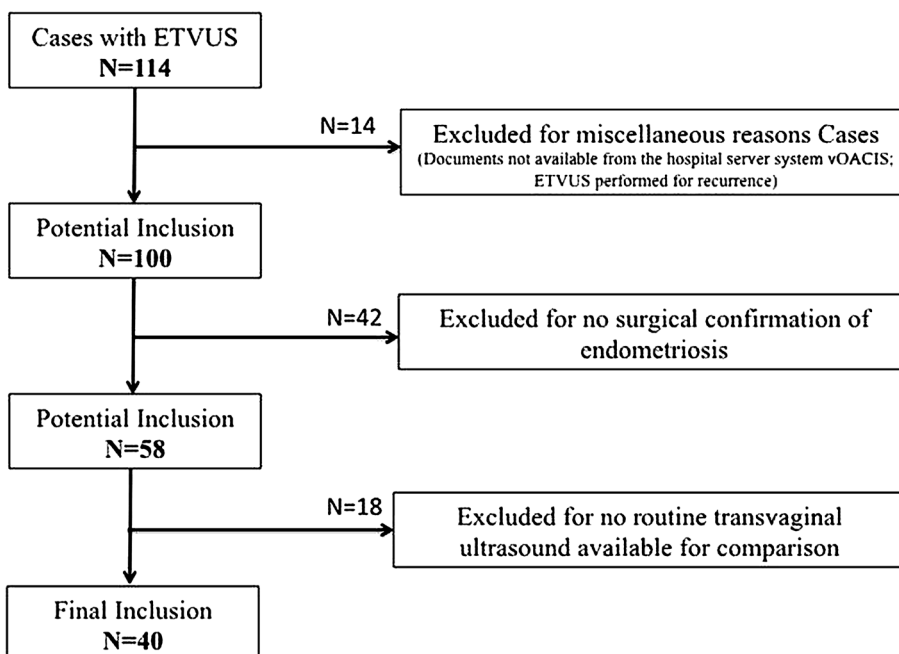 Cases with ETVUS
N=114
N=14
Excluded for miscellaneous reasons Cases
(Documents not available from the hospital server system vOACIS;
ETVUS performed for recurrence)
Potential Inclusion
N=100
N=42
Excluded for no surgical confirmation of
endometriosis
Potential Inclusion
N=58
N=18
Excluded for no routine transvaginal
ultrasound available for comparison
Final Inclusion
N=40